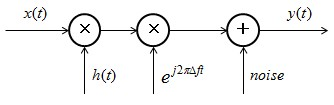 x(t)
y(t)
×
×
+
h(t)
e^{j2πΔft}
noise